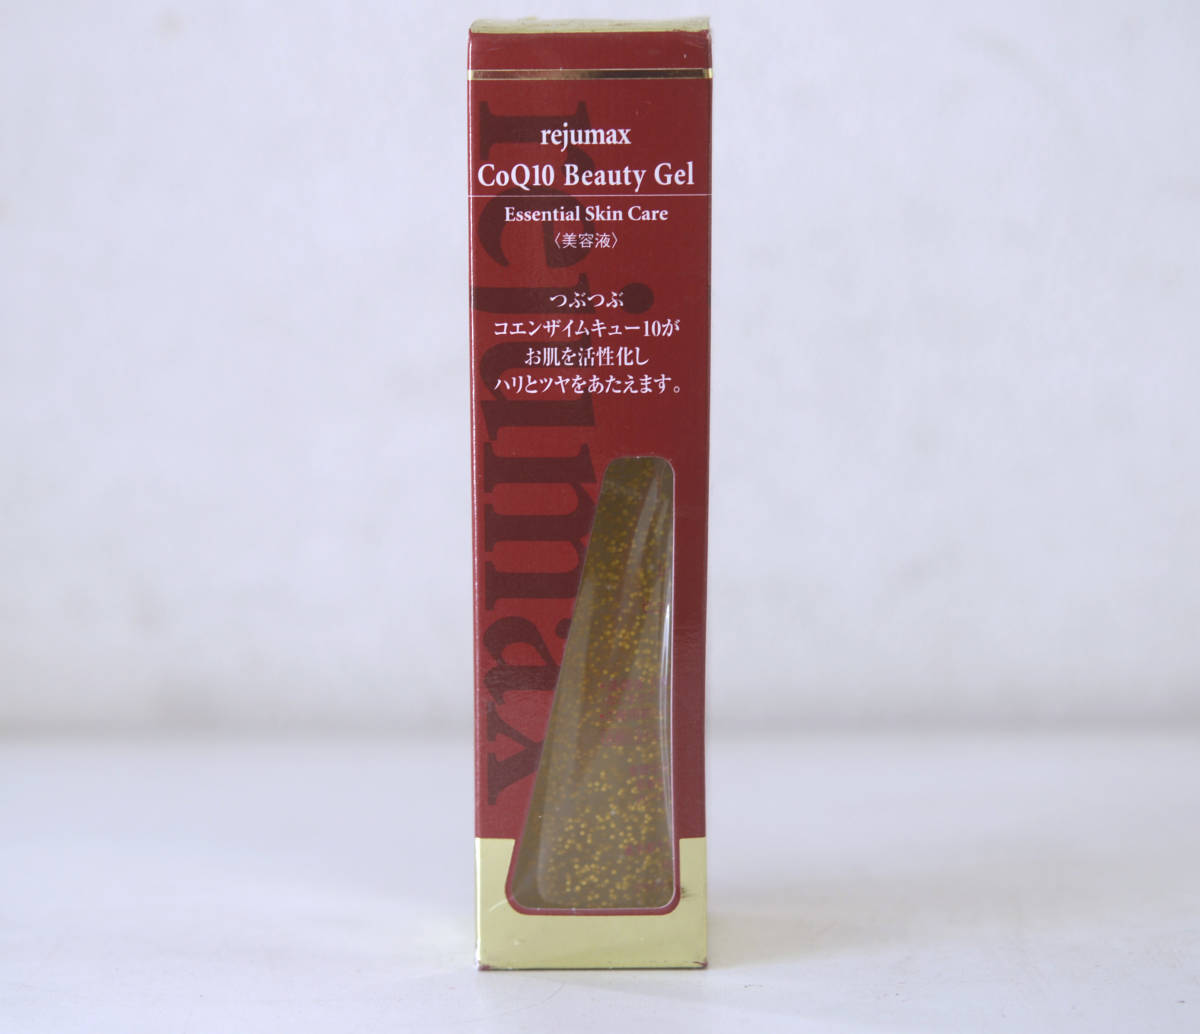 rejumax
CoQ10 Beauty Gel
Essential Skin Care
〈美容液〉
つぶつぶ
コエンザイムキュー10が
お肌を活性化し
ハリとツヤをあたえます。
rejumax